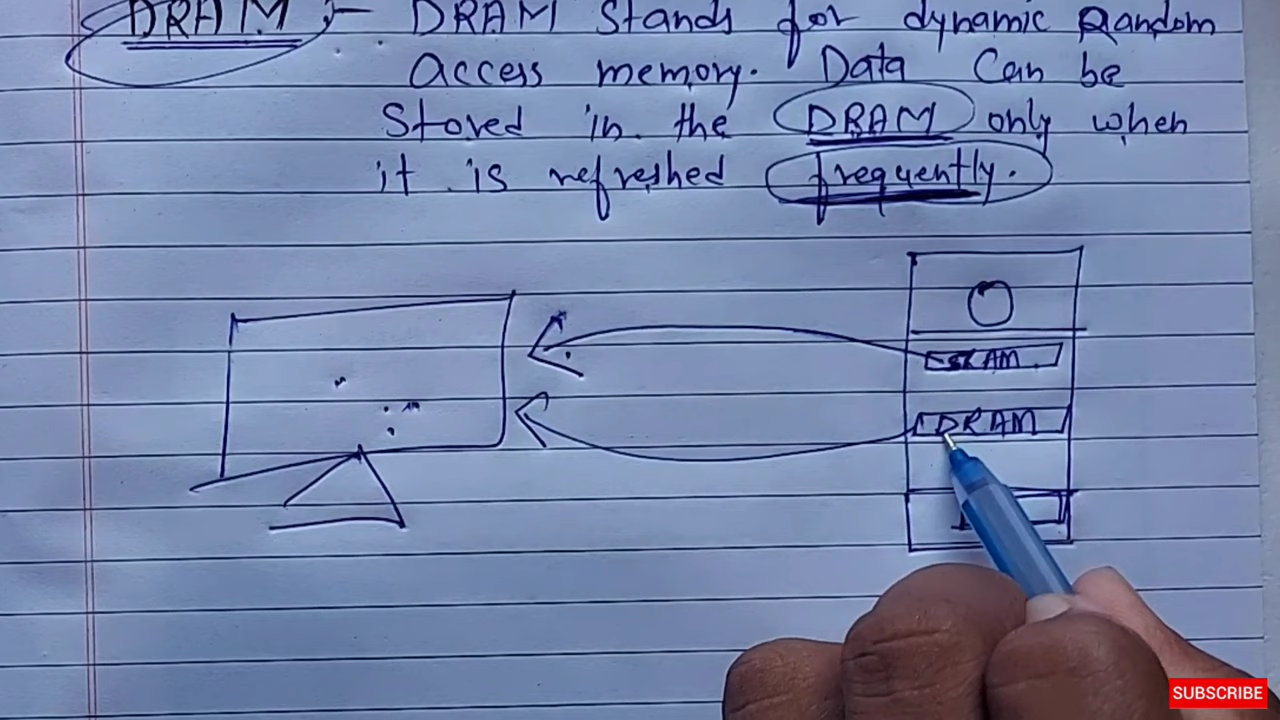 DRAM :- DRAM Stands for dynamic Random
Access memory. Data Can be
Stored in the DRAM only when
it is refreshed frequently.
SRAM
DRAM
SUBSCRIBE